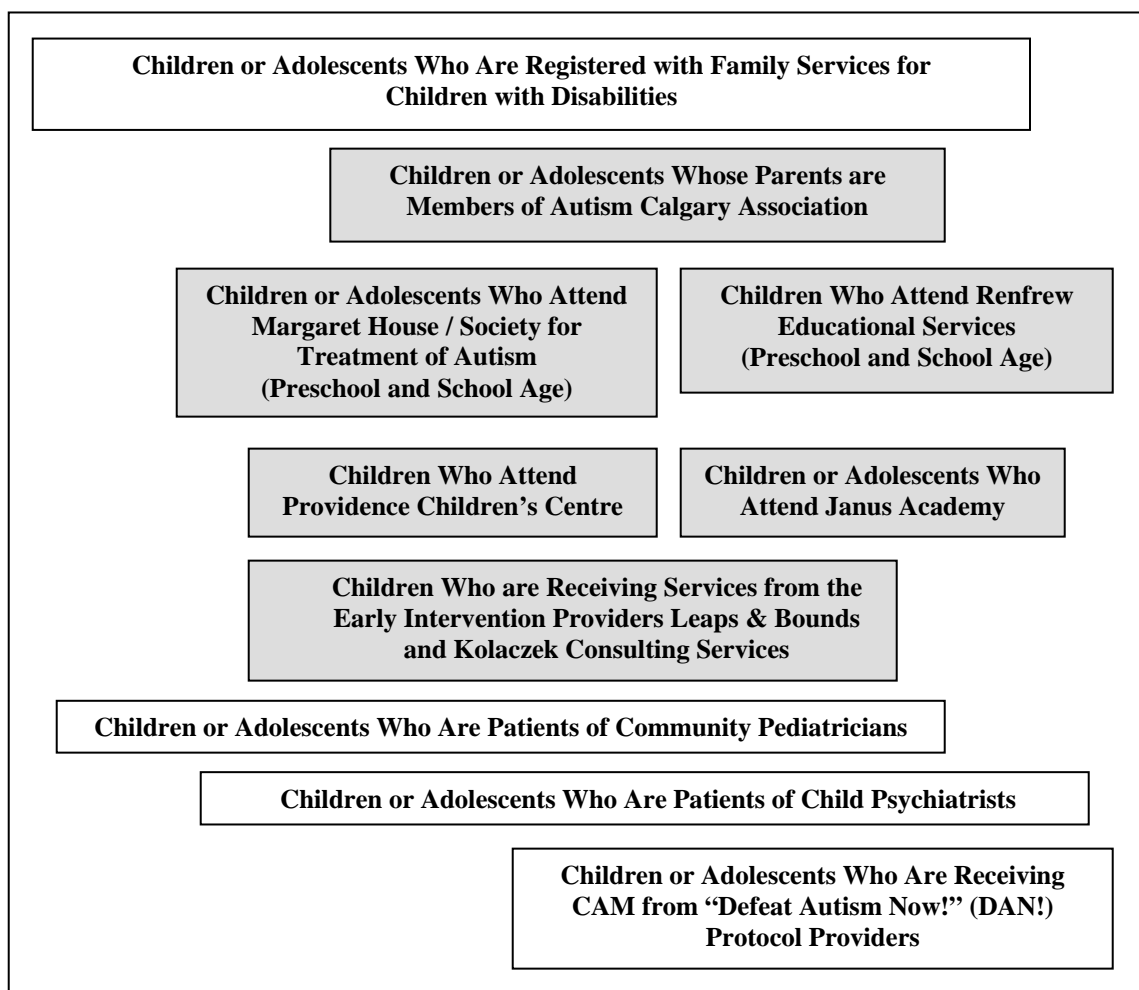 Children or Adolescents Who Are Registered with Family Services for
Children with Disabilities
Children or Adolescents Whose Parents are
Members of Autism Calgary Association
Children or Adolescents Who Attend
Margaret House / Society for
Treatment of Autism
(Preschool and School Age)
Children Who Attend Renfrew
Educational Services
(Preschool and School Age)
Children Who Attend
Providence Children’s Centre
Children or Adolescents Who
Attend Janus Academy
Children Who are Receiving Services from the
Early Intervention Providers Leaps & Bounds
and Kolaczek Consulting Services
Children or Adolescents Who Are Patients of Community Pediatricians
Children or Adolescents Who Are Patients of Child Psychiatrists
Children or Adolescents Who Are Receiving
CAM from “Defeat Autism Now!” (DAN!)
Protocol Providers